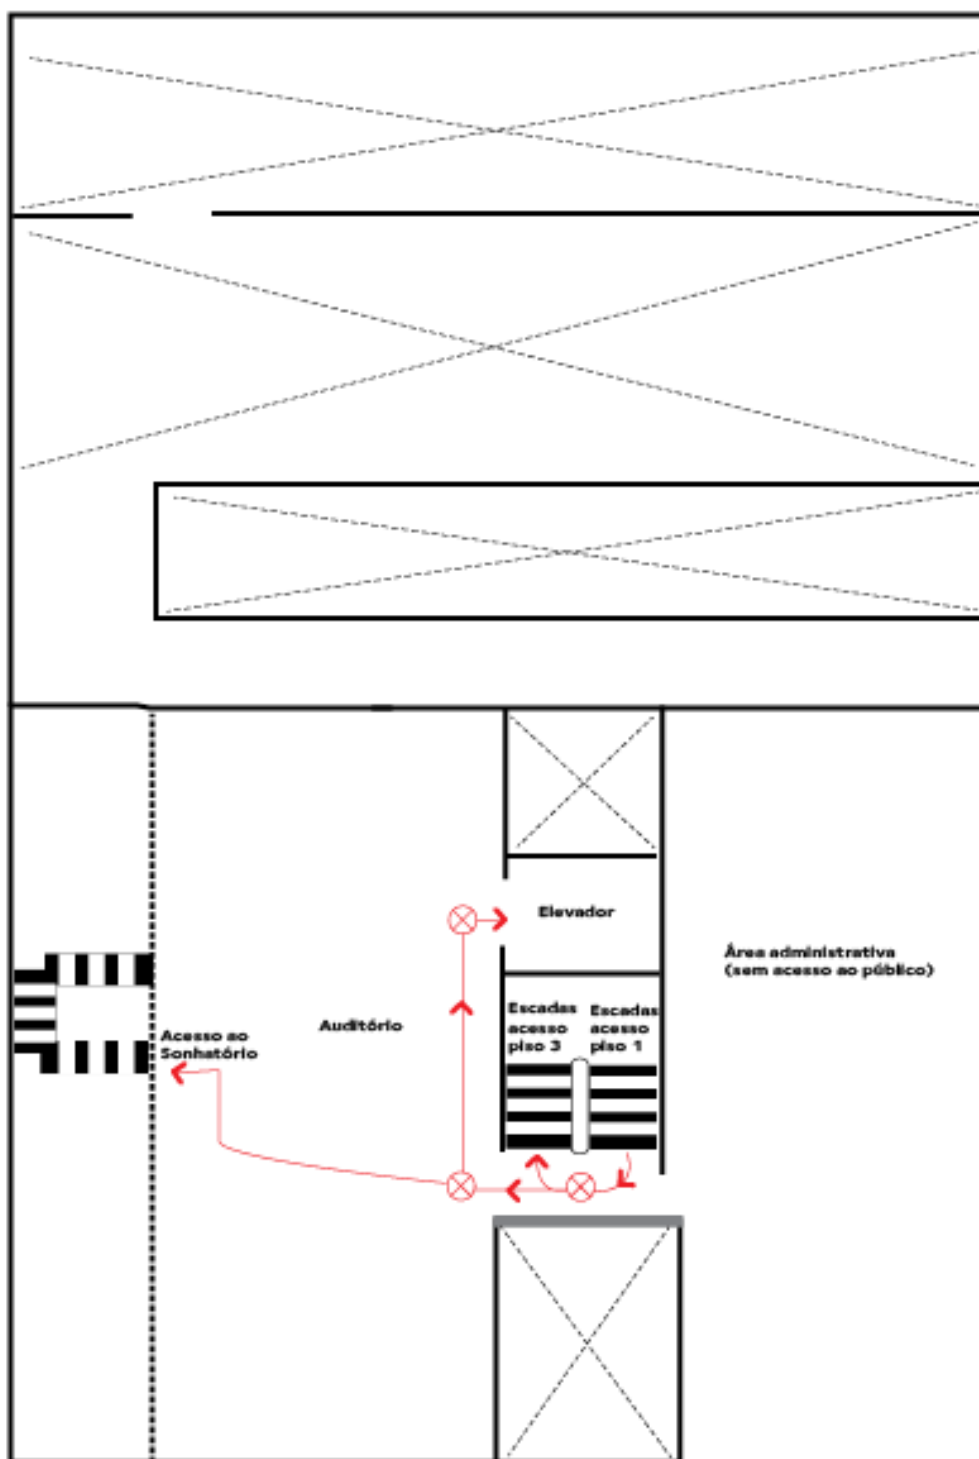 Elevador
Área administrativa
(sem acesso ao público)
Escadas
acesso
piso 3
Escadas
acesso
piso 1
Auditório
Acesso ao
Sonhatório